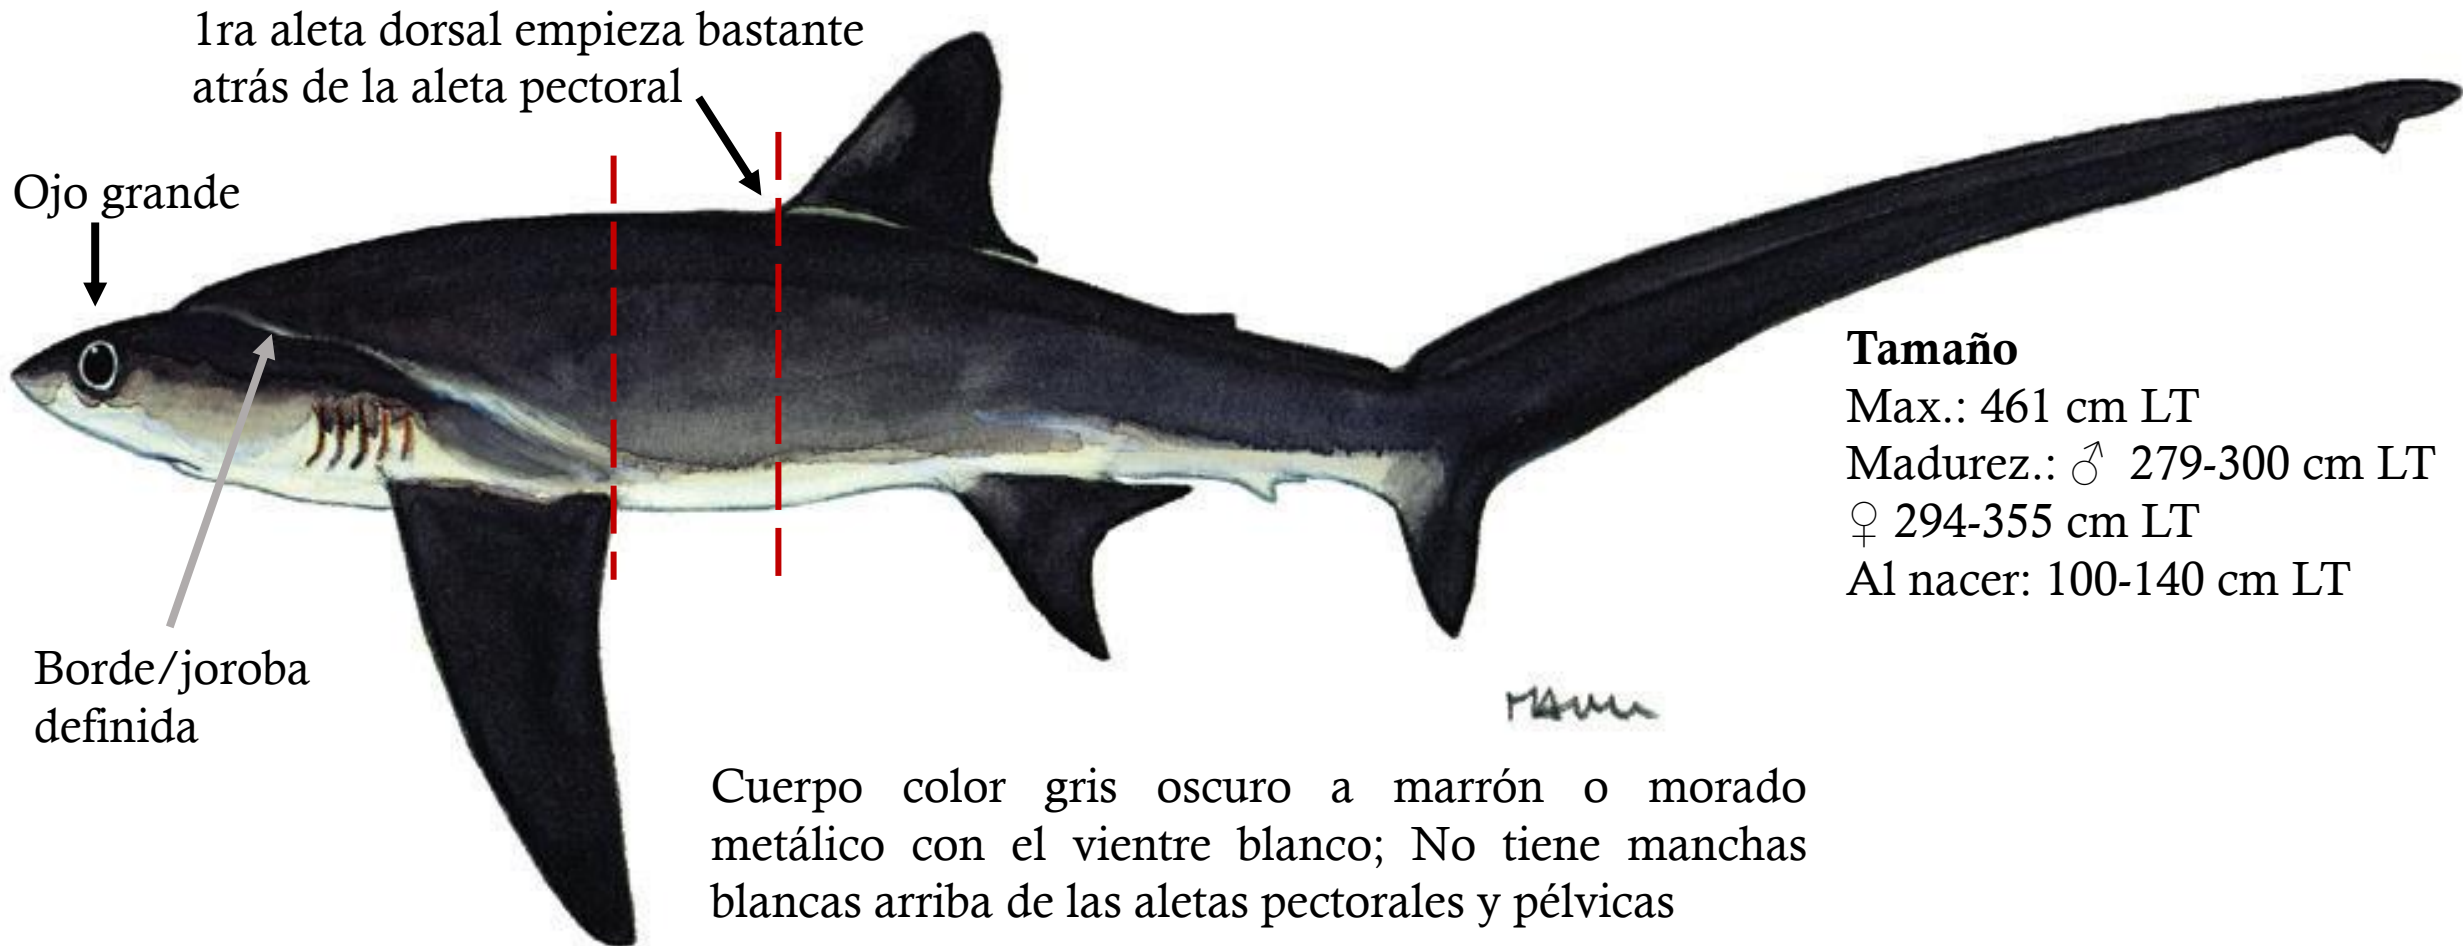 1ra aleta dorsal empieza bastante
atrás de la aleta pectoral
Ojo grande
Borde/joroba
definida
Tamaño
Max.: 461 cm LT
Madurez.: ♂ 279-300 cm LT
♀ 294-355 cm LT
Al nacer: 100-140 cm LT
Cuerpo color gris oscuro a marrón o morado
metálico con el vientre blanco; No tiene manchas
blancas arriba de las aletas pectorales y pélvicas